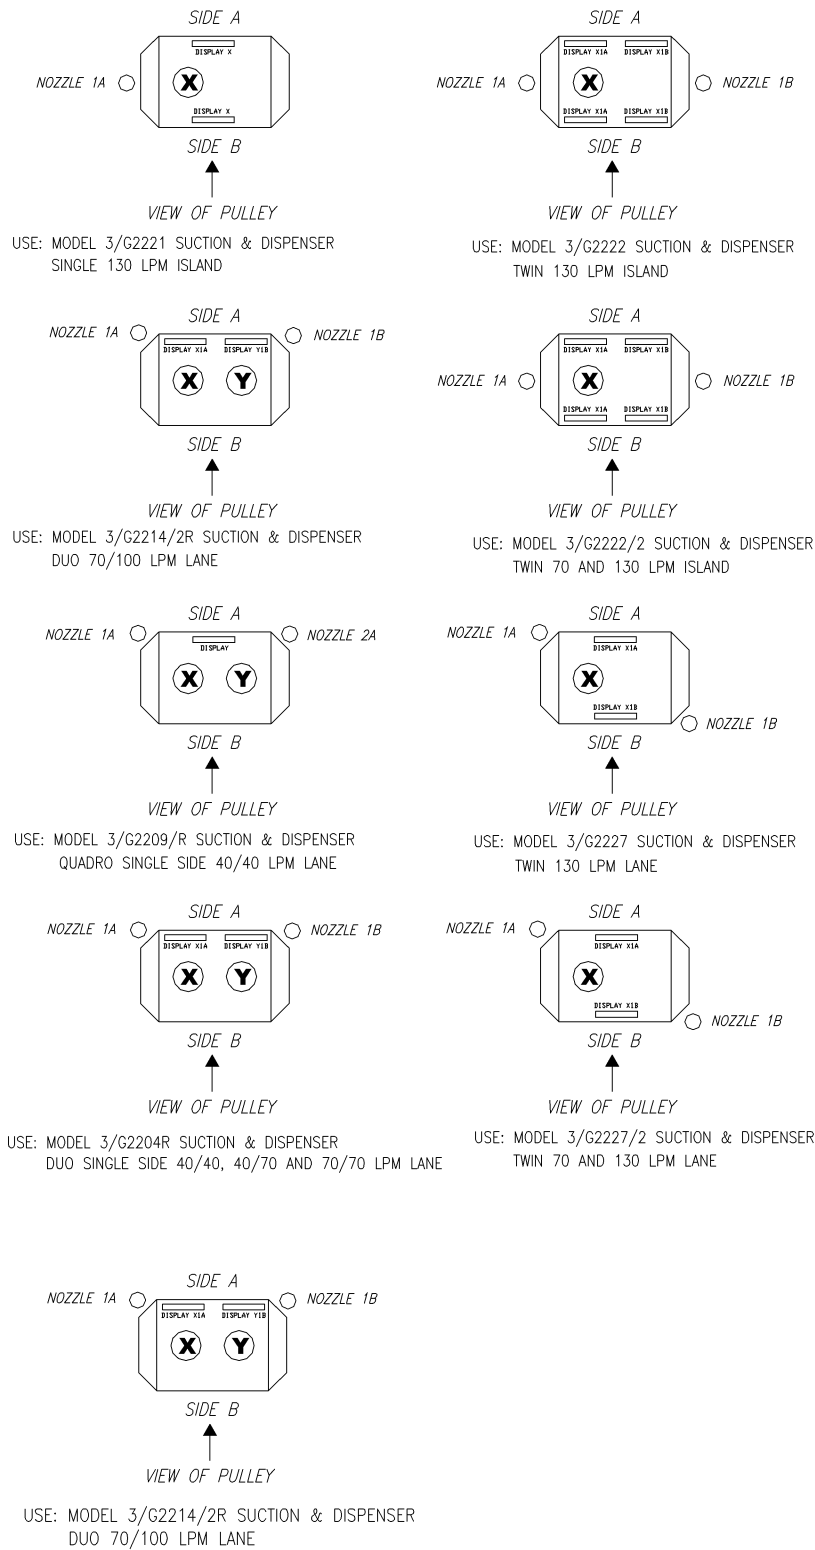 SIDE A
DISPLAY X
NOZZLE 1A
X
DISPLAY X
SIDE B
VIEW OF PULLEY
USE: MODEL 3/G2221 SUCTION & DISPENSER
SINGLE 130 LPM ISLAND
SIDE A
DISPLAY X1A DISPLAY X1B
NOZZLE 1A
X
NOZZLE 1B
DISPLAY X1A DISPLAY X1B
SIDE B
VIEW OF PULLEY
USE: MODEL 3/G2222 SUCTION & DISPENSER
TWIN 130 LPM ISLAND
SIDE A
NOZZLE 1A
NOZZLE 1B
DISPLAY X1A DISPLAY Y1B
X Y
SIDE B
VIEW OF PULLEY
USE: MODEL 3/G2214/2R SUCTION & DISPENSER
DUO 70/100 LPM LANE
SIDE A
DISPLAY X1A DISPLAY X1B
NOZZLE 1A
X
NOZZLE 1B
DISPLAY X1A DISPLAY X1B
SIDE B
VIEW OF PULLEY
USE: MODEL 3/G2222/2 SUCTION & DISPENSER
TWIN 70 AND 130 LPM ISLAND
SIDE A
NOZZLE 1A
NOZZLE 2A
DISPLAY
X Y
SIDE B
VIEW OF PULLEY
USE: MODEL 3/G2209/R SUCTION & DISPENSER
QUADRO SINGLE SIDE 40/40 LPM LANE
SIDE A
NOZZLE 1A
DISPLAY X1A
X
DISPLAY X1B
NOZZLE 1B
SIDE B
VIEW OF PULLEY
USE: MODEL 3/G2227 SUCTION & DISPENSER
TWIN 130 LPM LANE
SIDE A
NOZZLE 1A
NOZZLE 1B
DISPLAY X1A DISPLAY Y1B
X Y
SIDE B
VIEW OF PULLEY
USE: MODEL 3/G2204R SUCTION & DISPENSER
DUO SINGLE SIDE 40/40, 40/70 AND 70/70 LPM LANE
SIDE A
NOZZLE 1A
DISPLAY X1A
X
DISPLAY X1B
NOZZLE 1B
SIDE B
VIEW OF PULLEY
USE: MODEL 3/G2227/2 SUCTION & DISPENSER
TWIN 70 AND 130 LPM LANE
SIDE A
NOZZLE 1A
NOZZLE 1B
DISPLAY X1A DISPLAY Y1B
X Y
SIDE B
VIEW OF PULLEY
USE: MODEL 3/G2214/2R SUCTION & DISPENSER
DUO 70/100 LPM LANE